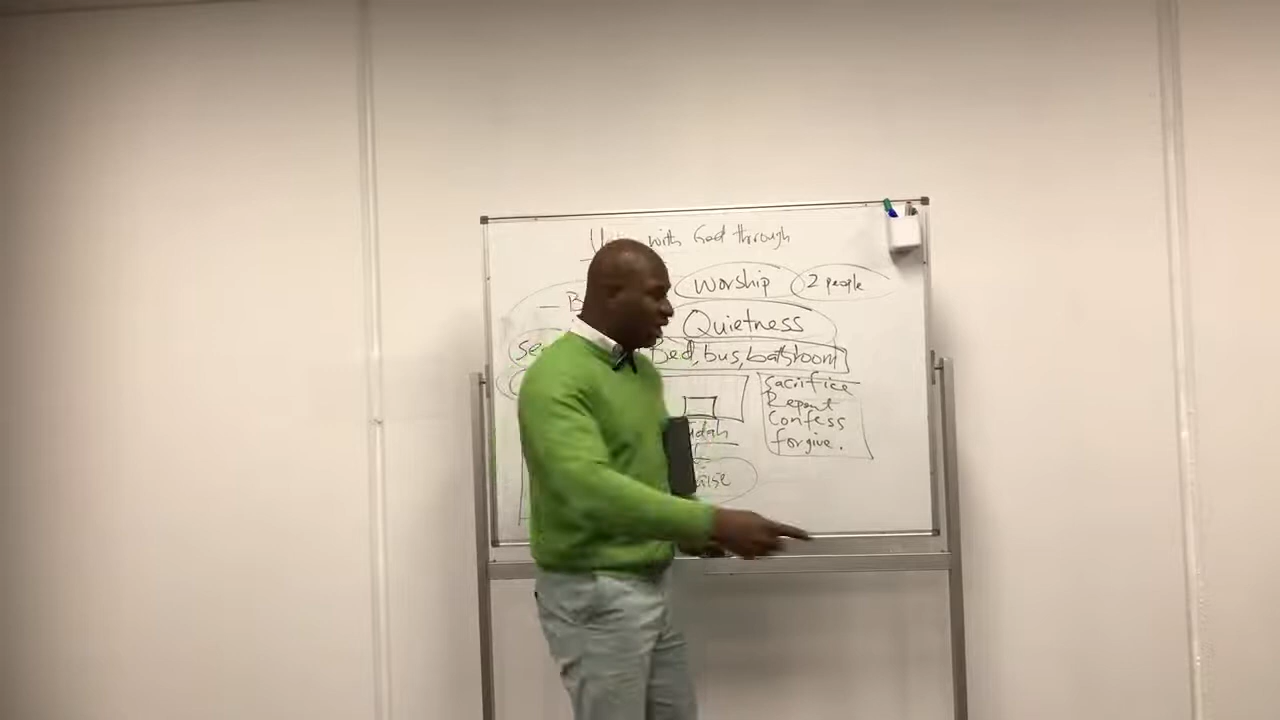 with God through
worship 2 people
Quietness
Bed, bus, bathroom
Sacrifice
Repent
Confess
forgive.